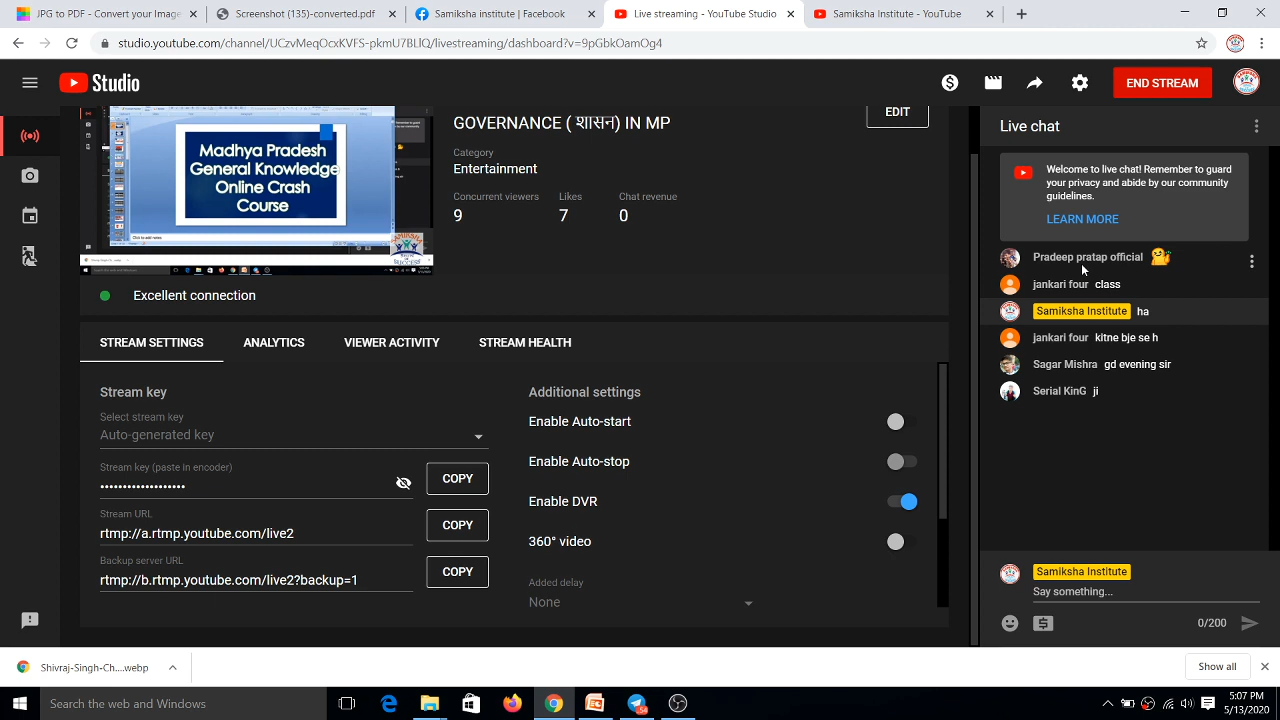 JPG to PDF - Convert your Images
Screenshot (135)-converted
Samiksha institute | Facebook
Live streaming - YouTube Studio
Samiksha Institute - YouTube
studio.youtube.com/channel/UCzvMeqOcxKVFS-pkmU7BLlQ/livestreaming/dashboard?v=9pGbkOamOg4
Studio
END STREAM
Madhya Pradesh
General Knowledge
Online Crash
Course
Click to add notes
GOVERNANCE ( शासन) IN MP
EDIT
Category
Entertainment
Concurrent viewers Likes Chat revenue
9 7 0
Excellent connection
STREAM SETTINGS ANALYTICS VIEWER ACTIVITY STREAM HEALTH
Stream key
Select stream key
Auto-generated key
Stream key (paste in encoder)
•••••••••••••••••••
COPY
Stream URL
rtmp://a.rtmp.youtube.com/live2
COPY
Backup server URL
rtmp://b.rtmp.youtube.com/live2?backup=1
COPY
Additional settings
Enable Auto-start
Enable Auto-stop
Enable DVR
360° video
Added delay
None
Live chat
Welcome to live chat! Remember to guard
your privacy and abide by our community
guidelines.
LEARN MORE
Pradeep pratap official
jankari four class
Samiksha Institute ha
jankari four kitne bje se h
Sagar Mishra gd evening sir
Serial KinG ji
Samiksha Institute
Say something...
0/200
Shivraj-Singh-Ch....webp
Show all
Search the web and Windows
54
5:07 PM
5/13/2020